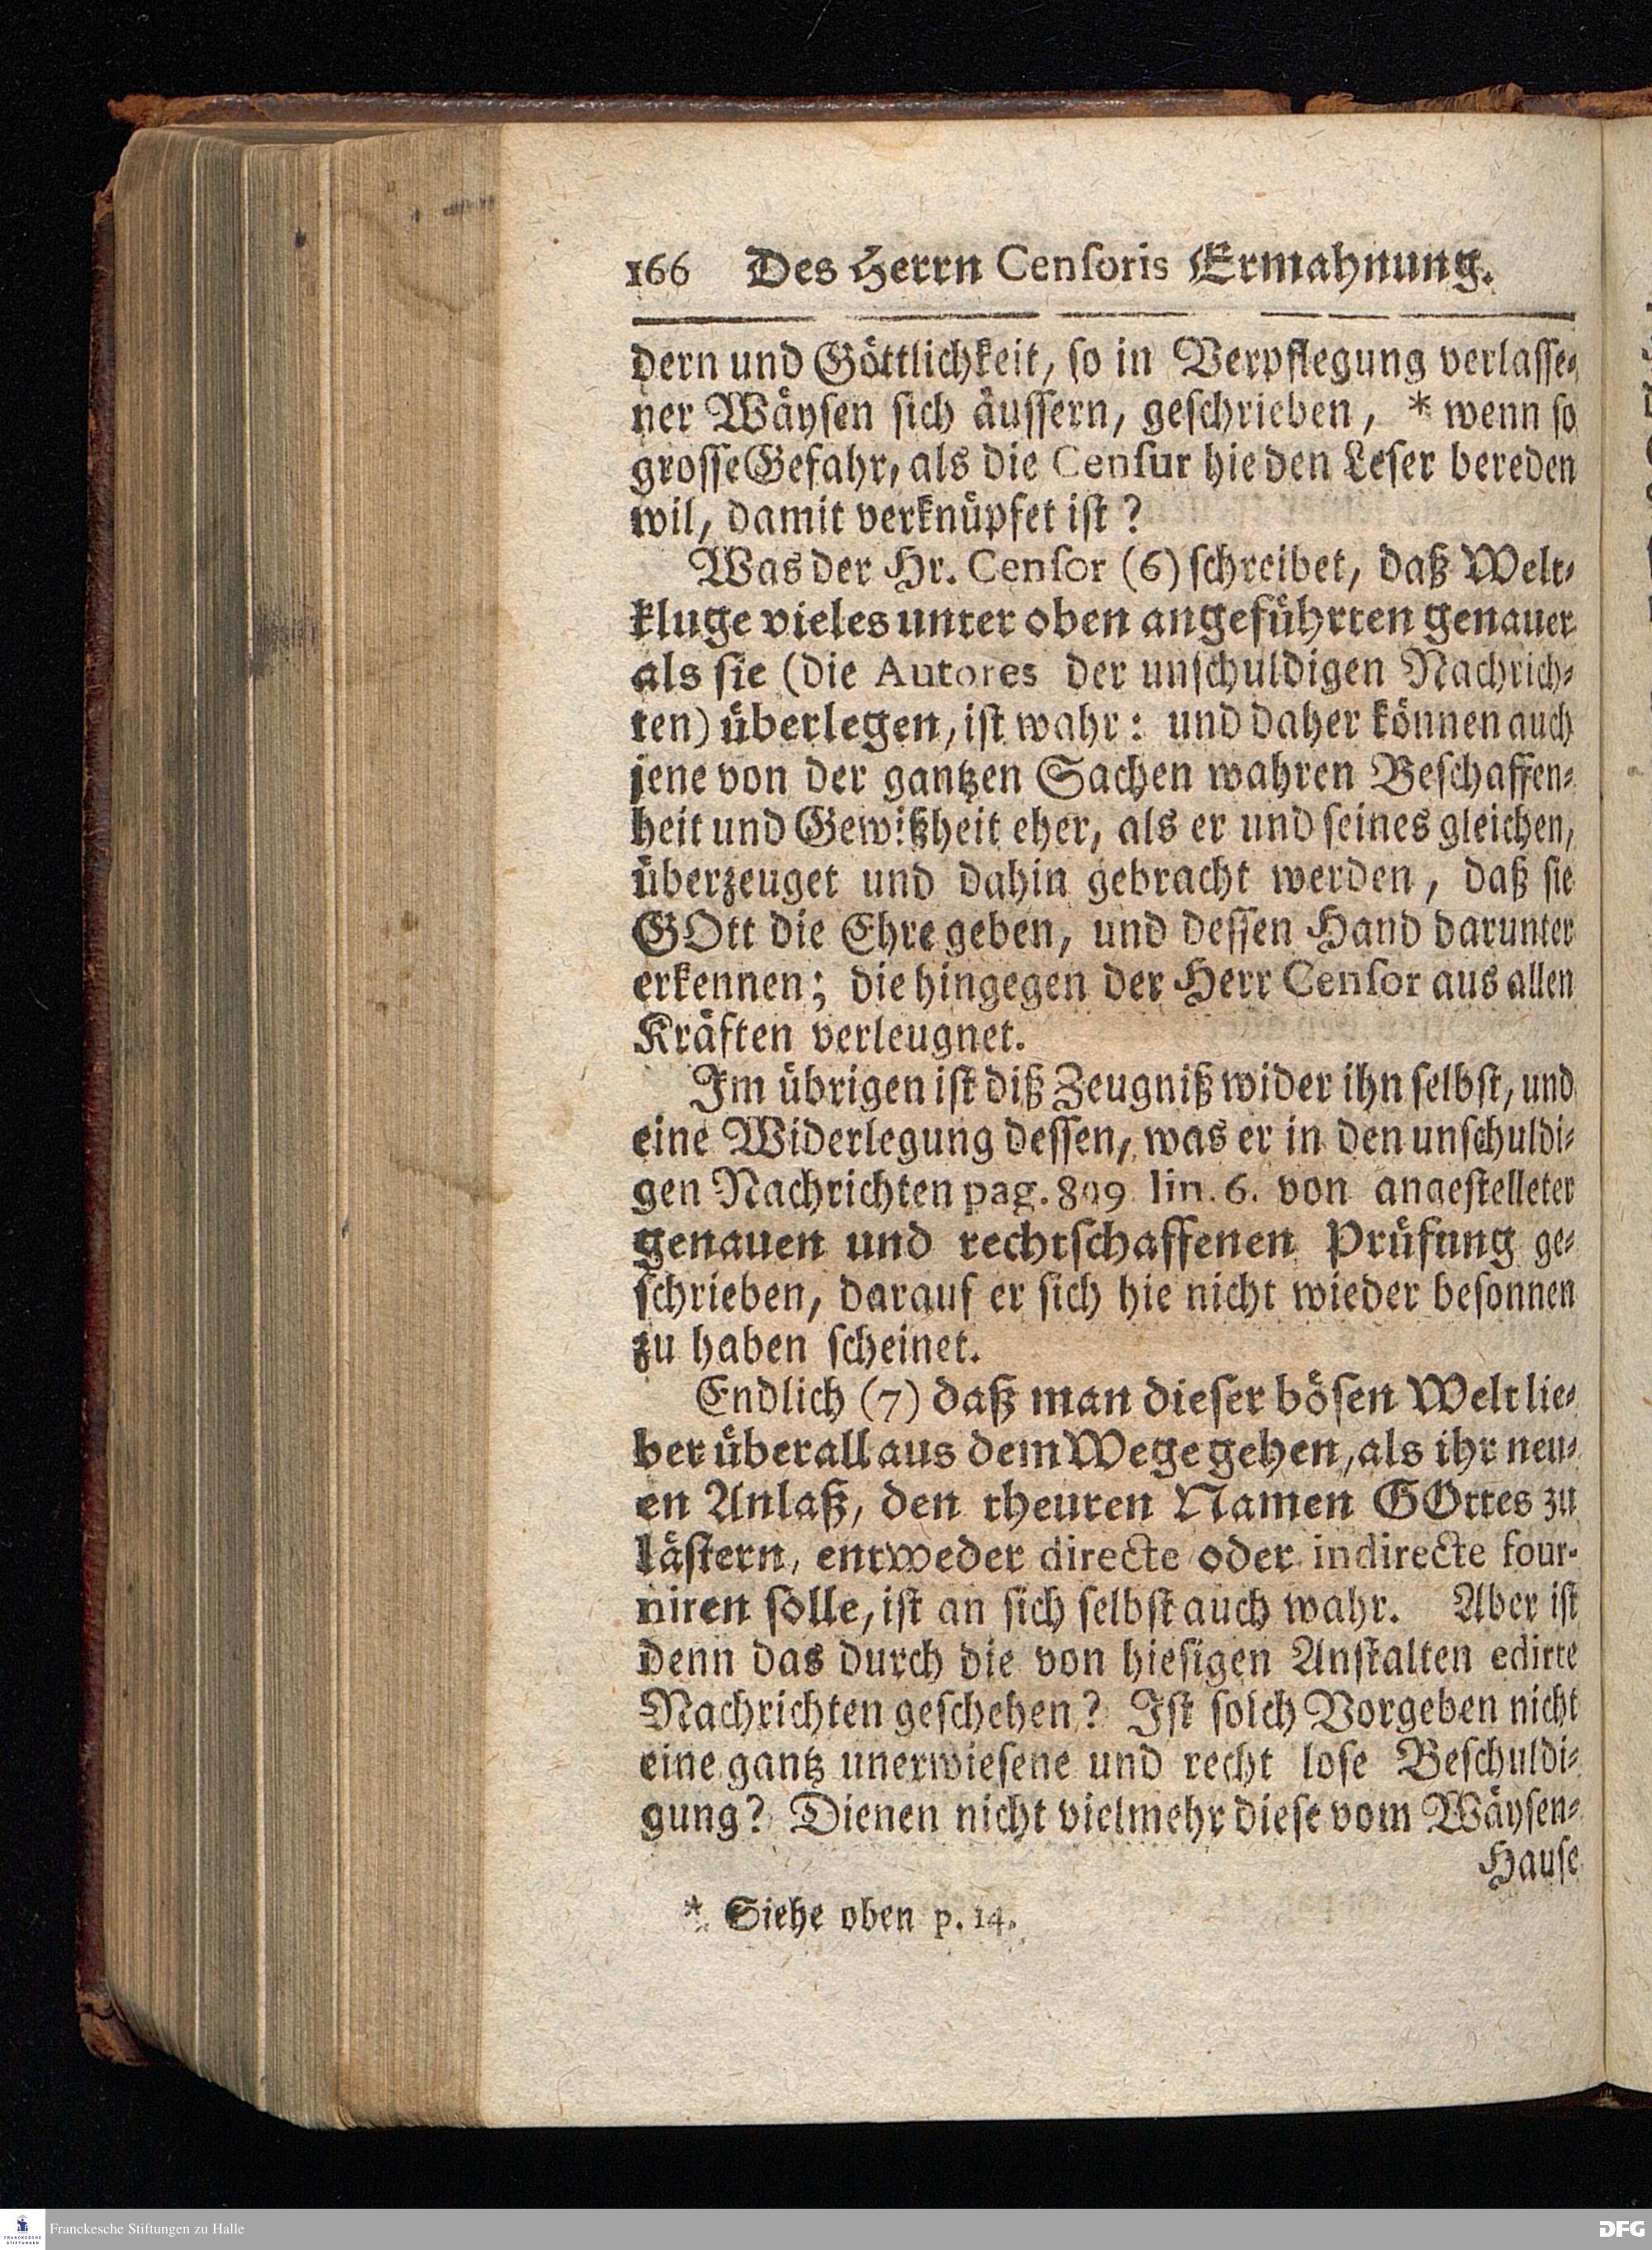 166 Des Herrn Censoris Ermahnung.
dern und Göttlichkeit, so in Verpflegung verlasse-
ner Wäysen sich äussern, geschrieben, * wenn so
grosse Gefahr, als die Censur hie den Leser bereden
wil, damit verknüpfet ist?
Was der Hr. Censor (6) schreibet, daß Welt-
kluge vieles unter oben angeführten genauer
als sie (die Autores der unschuldigen Nachrich-
ten) überlegen, ist wahr: und daher können auch
jene von der gantzen Sachen wahren Beschaffen-
heit und Gewißheit eher, als er und seines gleichen,
überzeuget und dahin gebracht werden, daß sie
GOtt die Ehre geben, und dessen Hand darunter
erkennen; die hingegen der Herr Censor aus allen
Kräften verleugnet.
Im übrigen ist diß Zeugniß wider ihn selbst, und
eine Widerlegung dessen, was er in den unschuldi-
gen Nachrichten pag. 899 lin. 6. von angestelleter
genauen und rechtschaffenen Prüfung ge-
schrieben, darauf er sich hie nicht wieder besonnen
zu haben scheinet.
Endlich (7) daß man dieser bösen Welt lie-
ber überall aus dem Wege gehen, als ihr neu-
en Anlaß, den theuren Namen GOttes zu
lästern, entweder directe oder indirecte four-
niren solle, ist an sich selbst auch wahr. Aber ist
denn das durch die von hiesigen Anstalten edirte
Nachrichten geschehen? Ist solch Vorgeben nicht
eine gantz unerwiesene und recht lose Beschuldi-
gung? Dienen nicht vielmehr diese vom Wäysen-
Hause
* Siehe oben p. 14.
Franckesche Stiftungen zu Halle
FRANCKESCHE
STIFTUNGEN
DFG